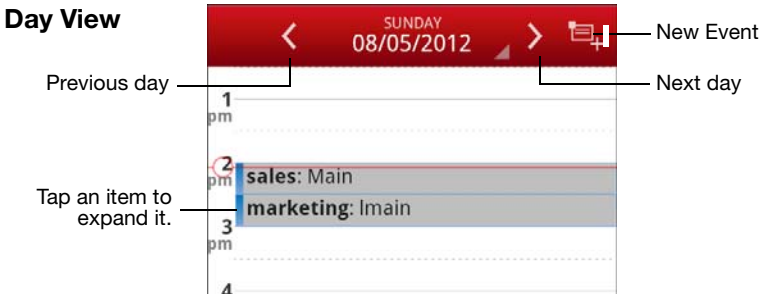 Day View
SUNDAY
08/05/2012
New Event
Previous day
Next day
1
pm
2
pm
sales: Main
Tap an item to
expand it.
marketing: Imain
3
pm
4